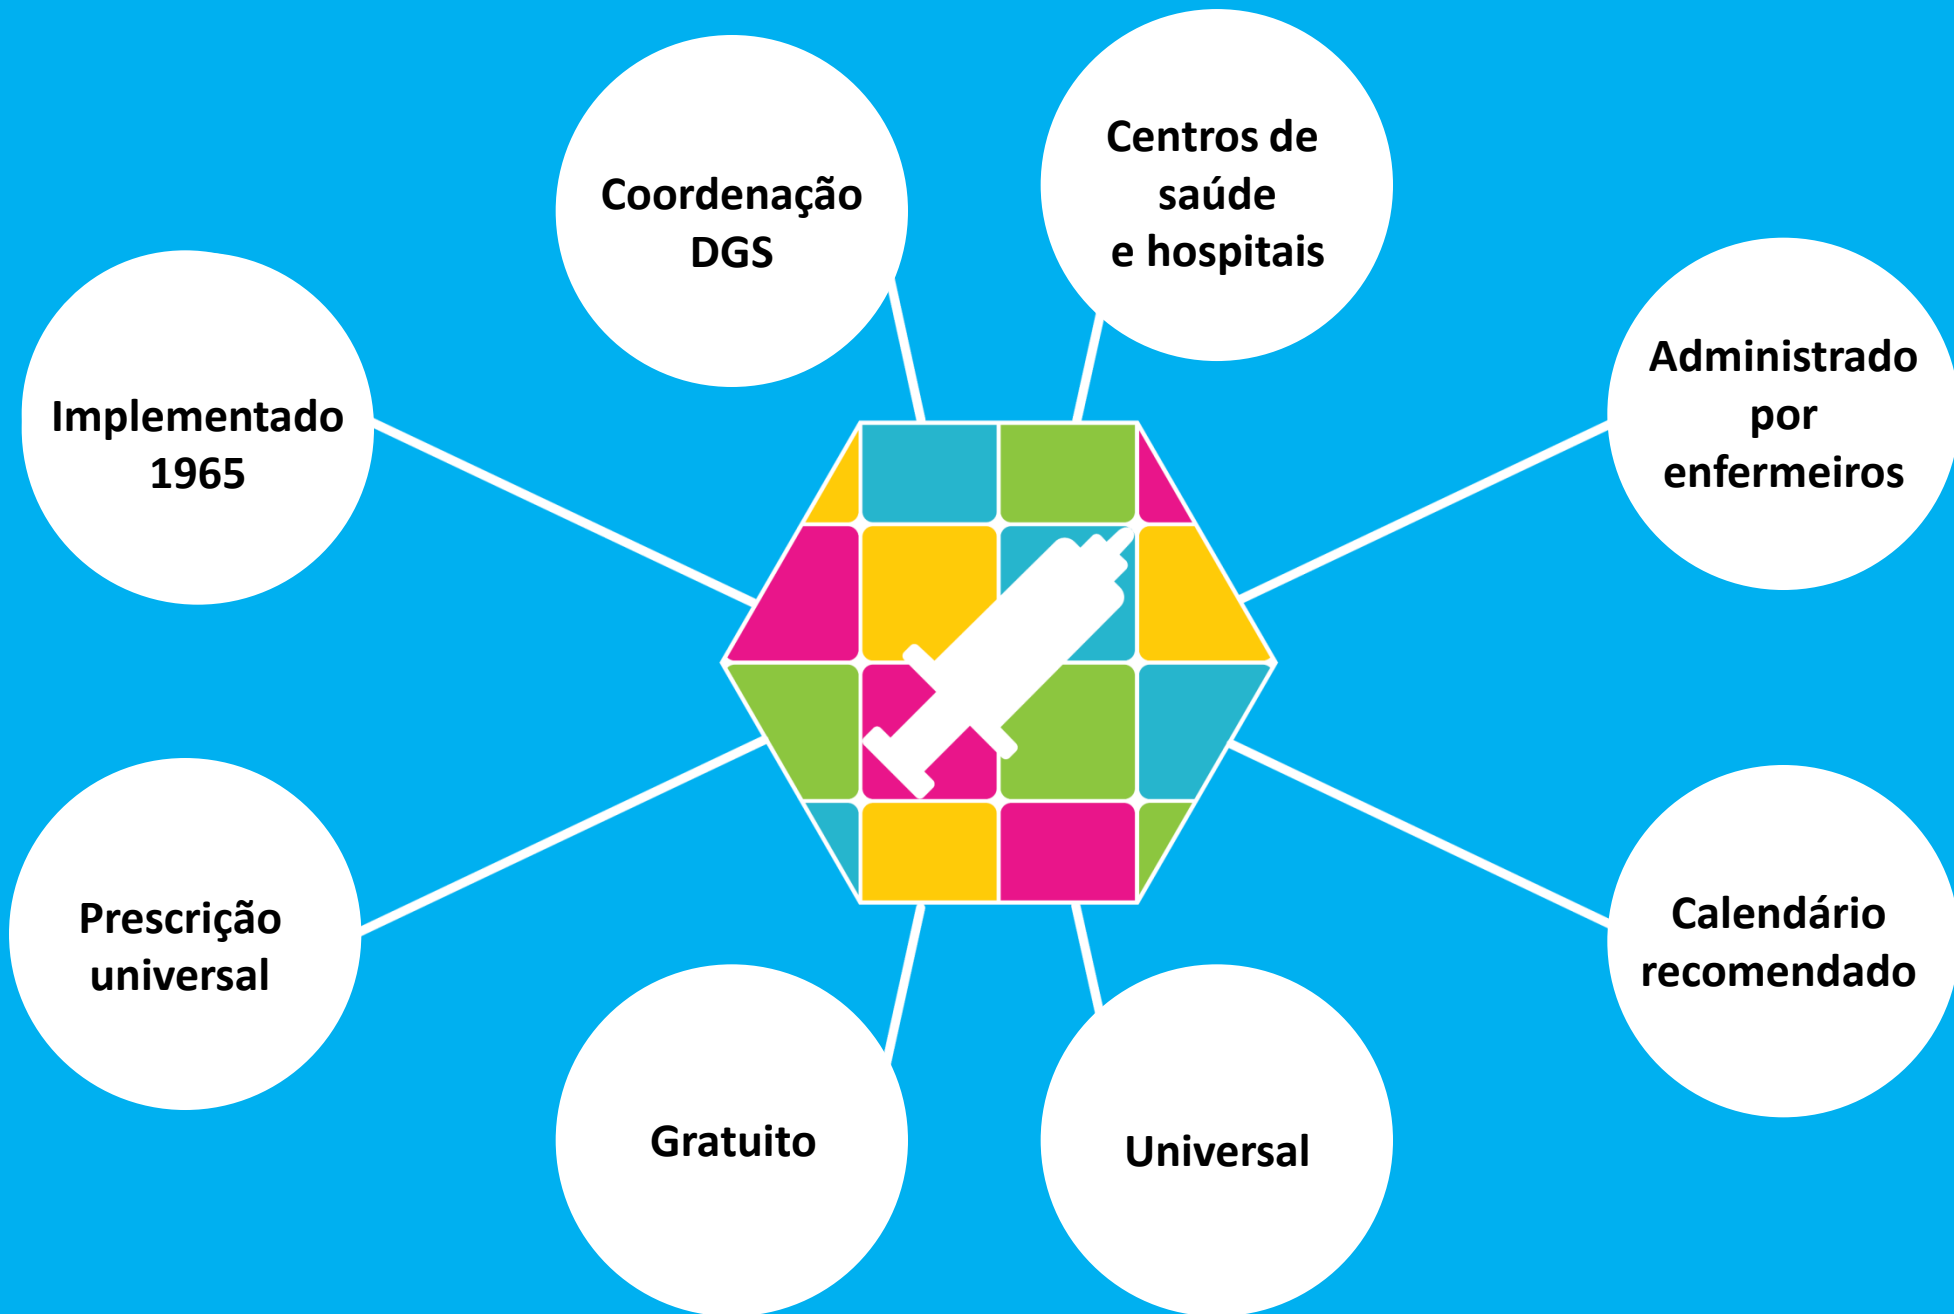 Centros de
saúde
e hospitais
Coordenação
DGS
Administrado
por
enfermeiros
Implementado
1965
Prescrição
universal
Calendário
recomendado
Gratuito
Universal